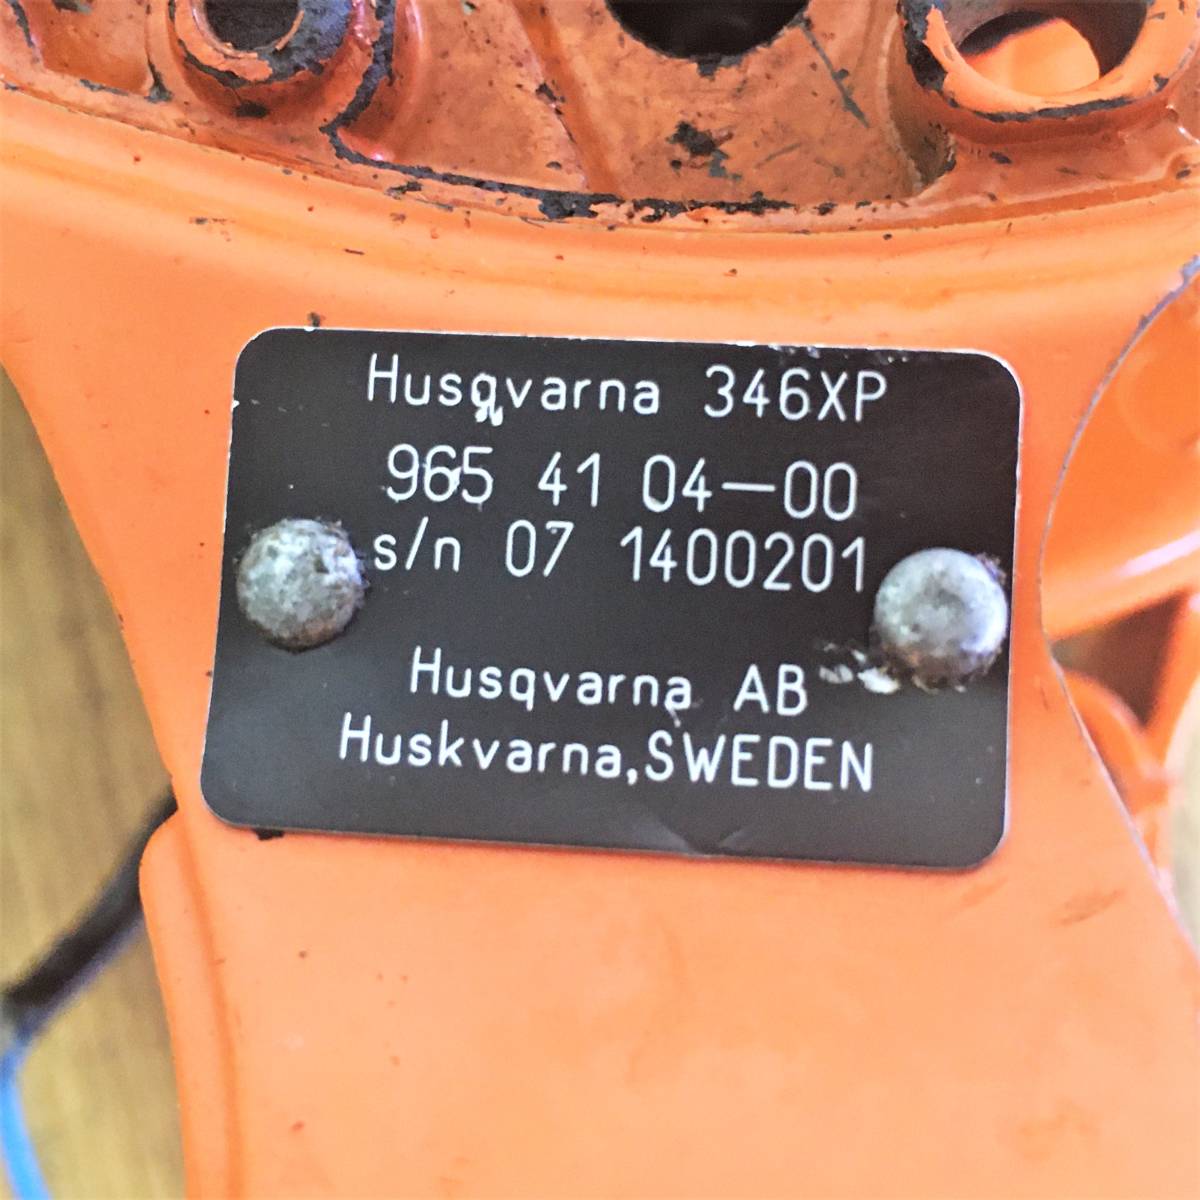 Husqvarna 346XP
965 41 04-00
s/n 07 1400201
Husqvarna AB
Huskvarna,SWEDEN